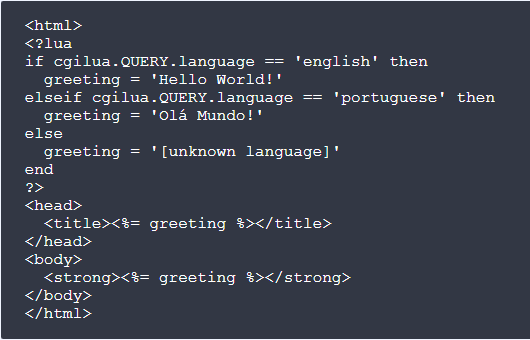 <html>
<?lua
if cgilua.QUERY.language == 'english' then
  greeting = 'Hello World!'
elseif cgilua.QUERY.language == 'portuguese' then
  greeting = 'Olá Mundo!'
else
  greeting = '[unknown language]'
end
?>
<head>
  <title><%= greeting %></title>
</head>
<body>
  <strong><%= greeting %></strong>
</body>
</html>